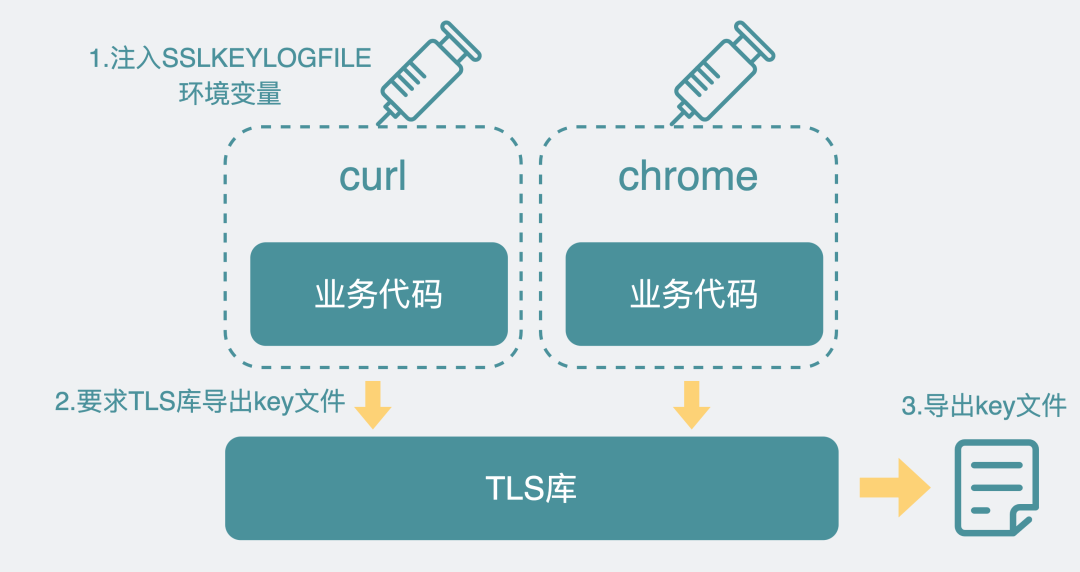 1.注入SSLKEYLOGFILE
环境变量
curl
chrome
业务代码
业务代码
2.要求TLS库导出key文件
3.导出key文件
TLS库